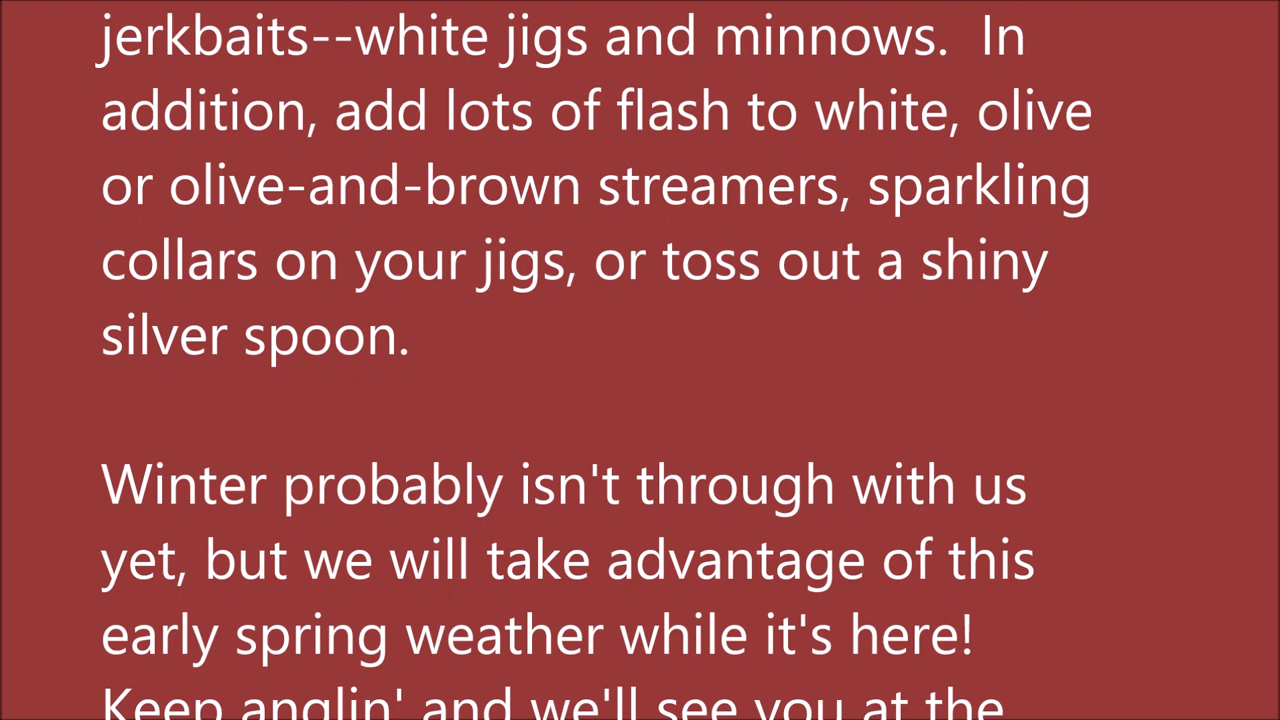 jerkbaits--white jigs and minnows.  In
addition, add lots of flash to white, olive
or olive-and-brown streamers, sparkling
collars on your jigs, or toss out a shiny
silver spoon.
Winter probably isn't through with us
yet, but we will take advantage of this
early spring weather while it's here!
Keep anglin' and we'll see you at the